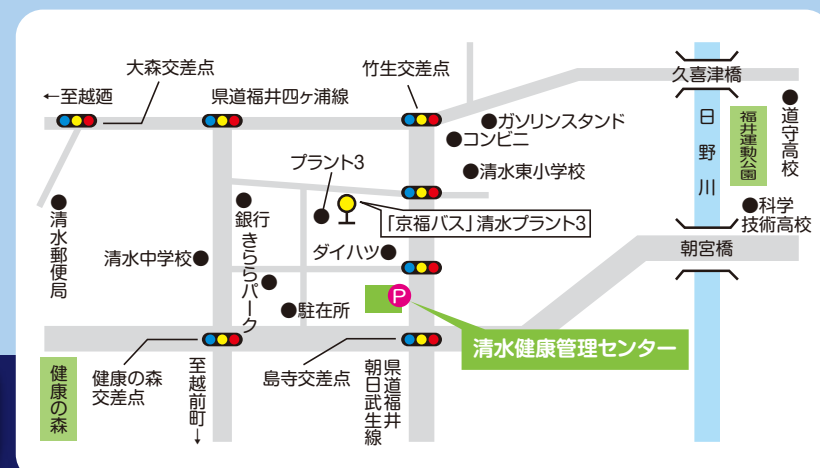 大森交差点
竹生交差点
久喜津橋
←至越廼
県道福井四ヶ浦線
ガソリンスタンド
コンビニ
日野川
福井運動公園
道守高校
プラント3
清水東小学校
清水郵便局
銀行
「京福バス」清水プラント3
科学
技術高校
清水中学校
きららパーク
ダイハツ
朝宮橋
P
駐在所
清水健康管理センター
健康の森
健康の森
交差点
至越前町→
島寺交差点
県道福井
朝日武生線